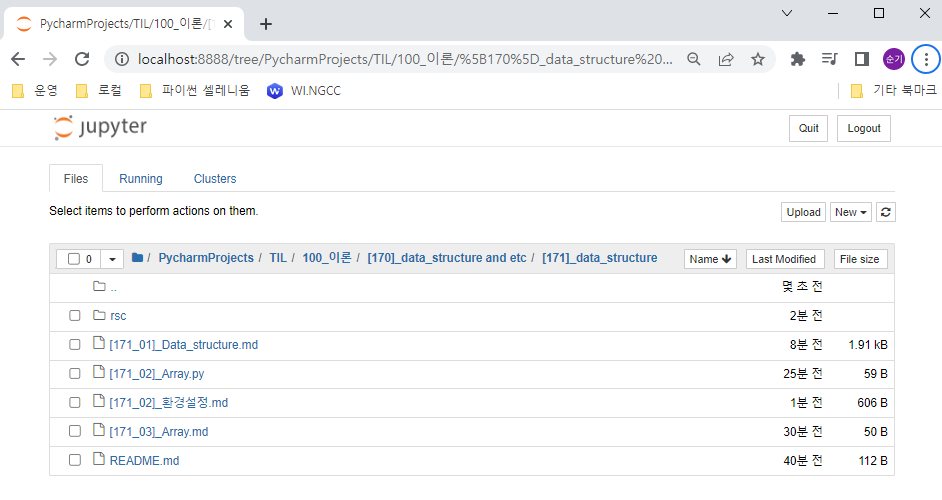 PycharmProjects/TIL/100_이론/[1
localhost:8888/tree/PycharmProjects/TIL/100_이론/%5B170%5D_data_structure%20...
순기
운영 로컬 파이썬 셀레니움 WI.NGCC 기타 북마크
jupyter Quit Logout
Files Running Clusters
Select items to perform actions on them. Upload New
0 / PycharmProjects / TIL / 100_이론 / [170]_data_structure and etc / [171]_data_structure Name Last Modified File size
.. 몇 초 전
rsc 2분 전
[171_01]_Data_structure.md 8분 전 1.91 kB
[171_02]_Array.py 25분 전 59 B
[171_02]_환경설정.md 1분 전 606 B
[171_03]_Array.md 30분 전 50 B
README.md 40분 전 112 B